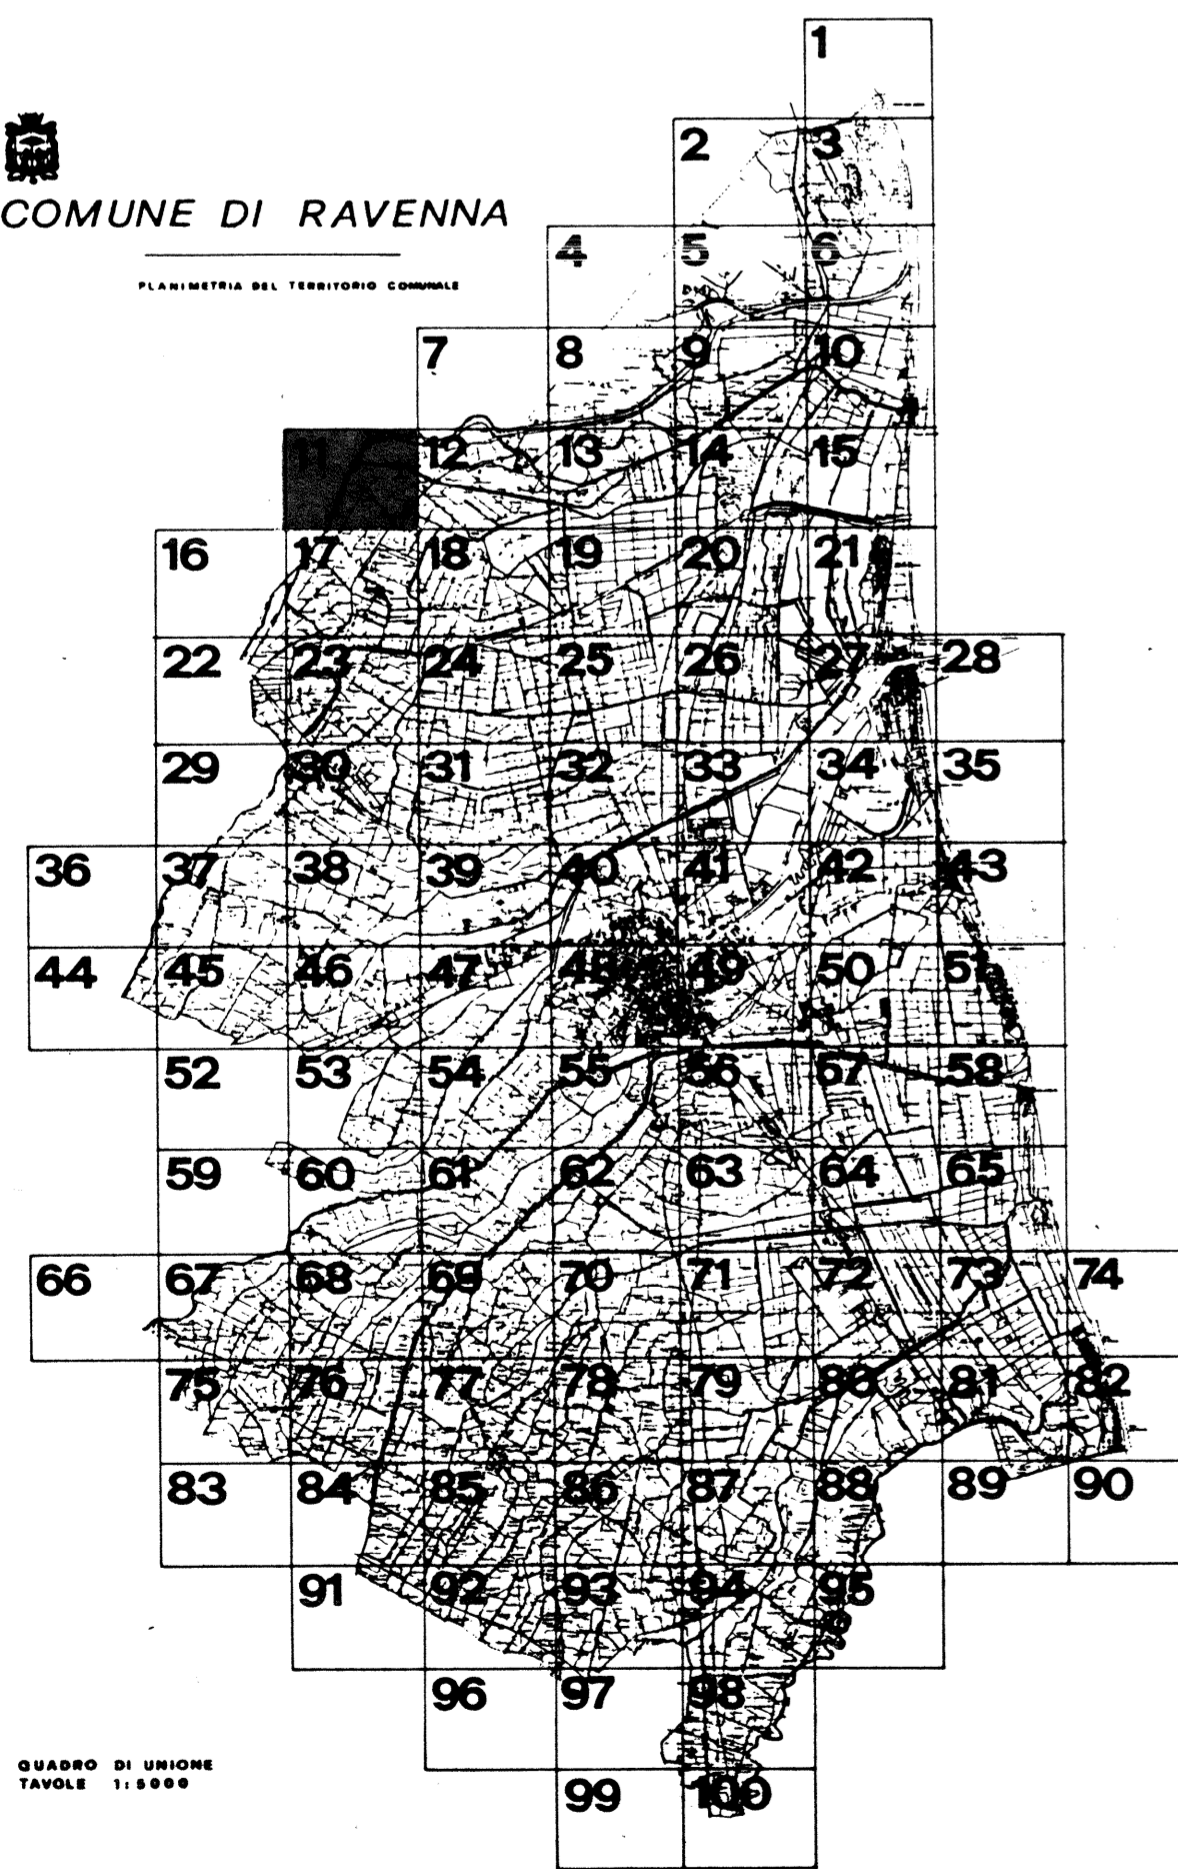 1
2 3
COMUNE DI RAVENNA
4 5 6
PLANIMETRIA DEL TERRITORIO COMUNALE
7 8 9 10
11 12 13 14 15
16 17 18 19 20 21
22 23 24 25 26 27 28
29 30 31 32 33 34 35
36 37 38 39 40 41 42 43
44 45 46 47 48 49 50 51
52 53 54 55 56 57 58
59 60 61 62 63 64 65
66 67 68 69 70 71 72 73 74
75 76 77 78 79 80 81 82
83 84 85 86 87 88 89 90
91 92 93 94 95
96 97 98
QUADRO DI UNIONE
TAVOLE 1:5000
99 100